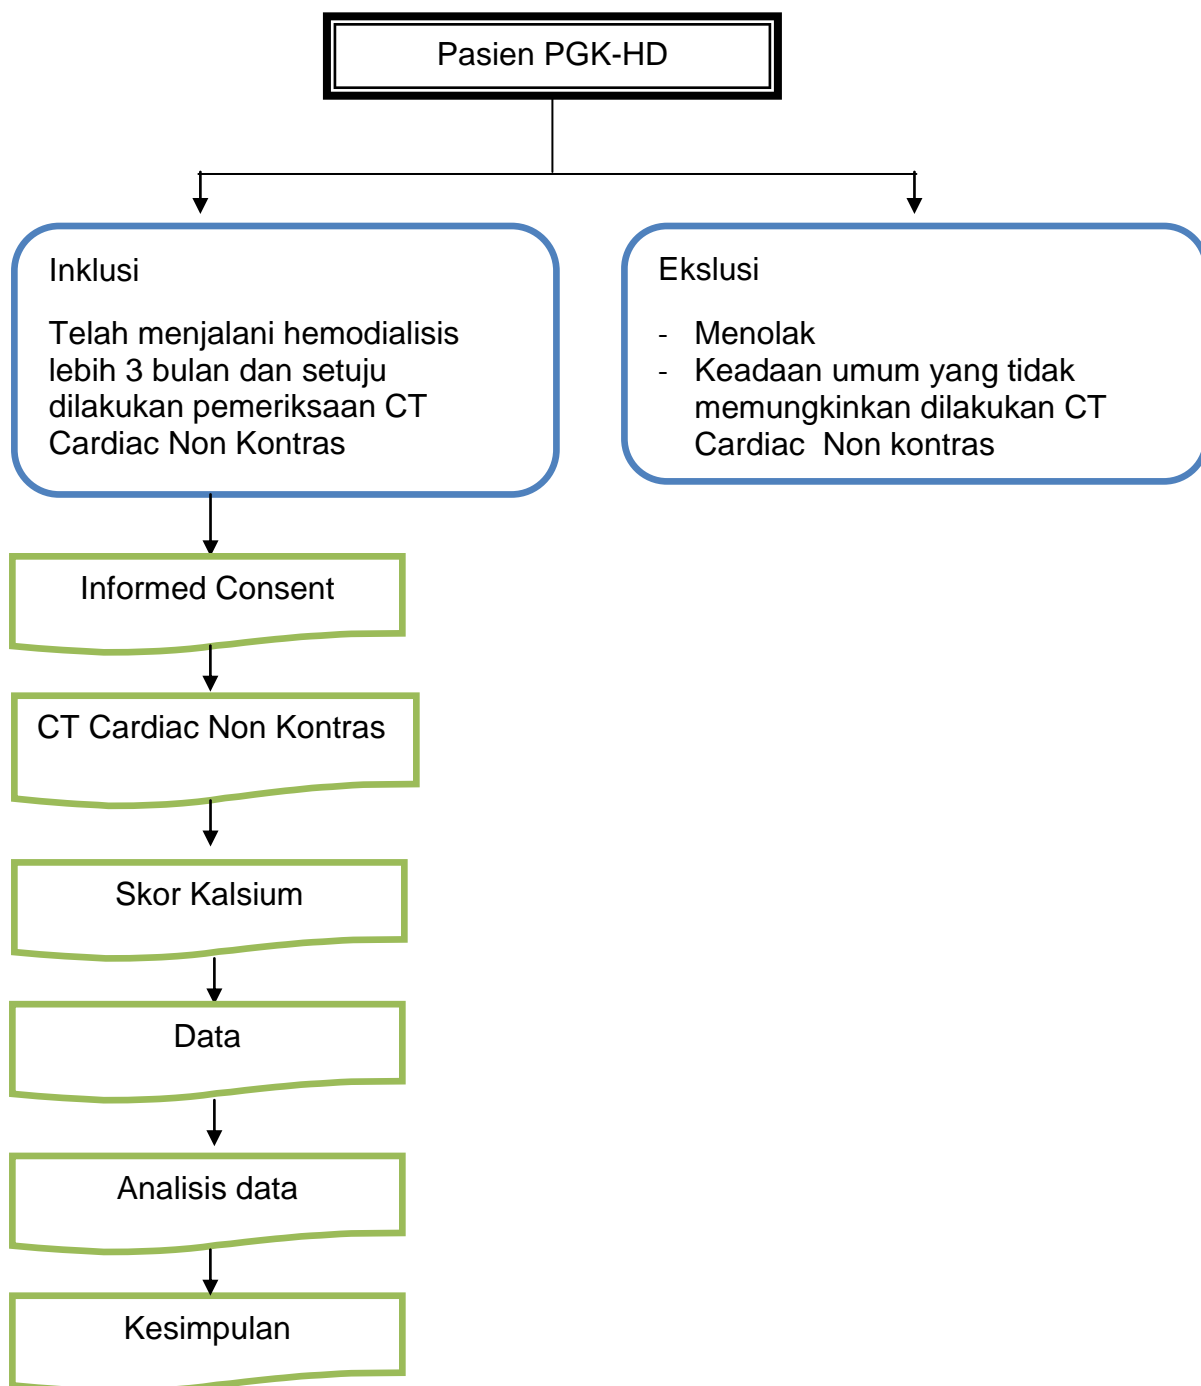 Pasien PGK-HD
Inklusi
Telah menjalani hemodialisis
lebih 3 bulan dan setuju
dilakukan pemeriksaan CT
Cardiac Non Kontras
Ekslusi
- Menolak
- Keadaan umum yang tidak
memungkinkan dilakukan CT
Cardiac Non kontras
Informed Consent
CT Cardiac Non Kontras
Skor Kalsium
Data
Analisis data
Kesimpulan